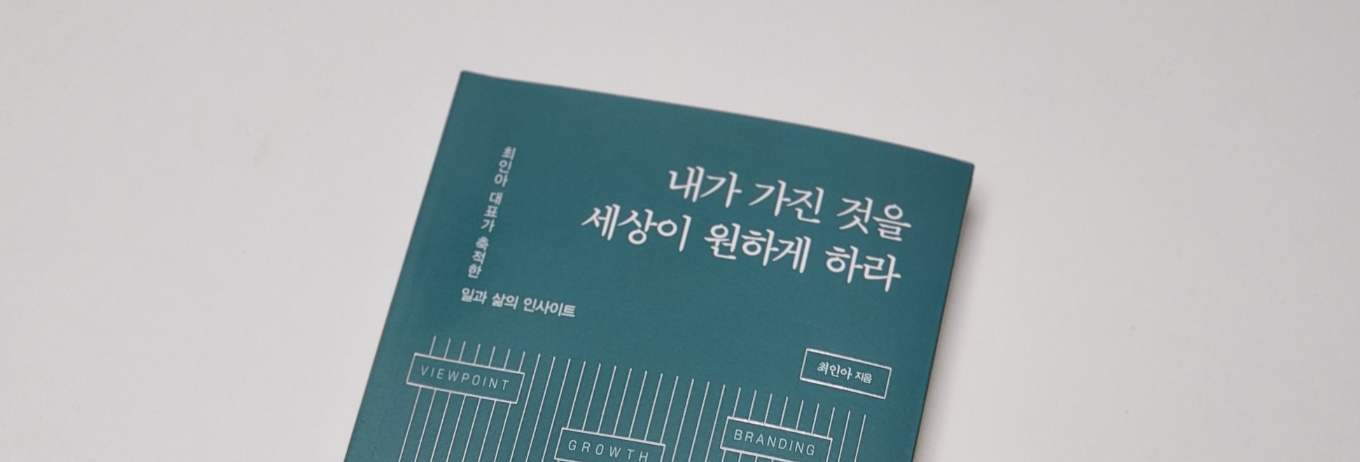 내가 가진 것을
세상이 원하게 하라
최인아 대표가 축적한
일과 삶의 인사이트
최인아 지음
VIEWPOINT
GROWTH
BRANDING